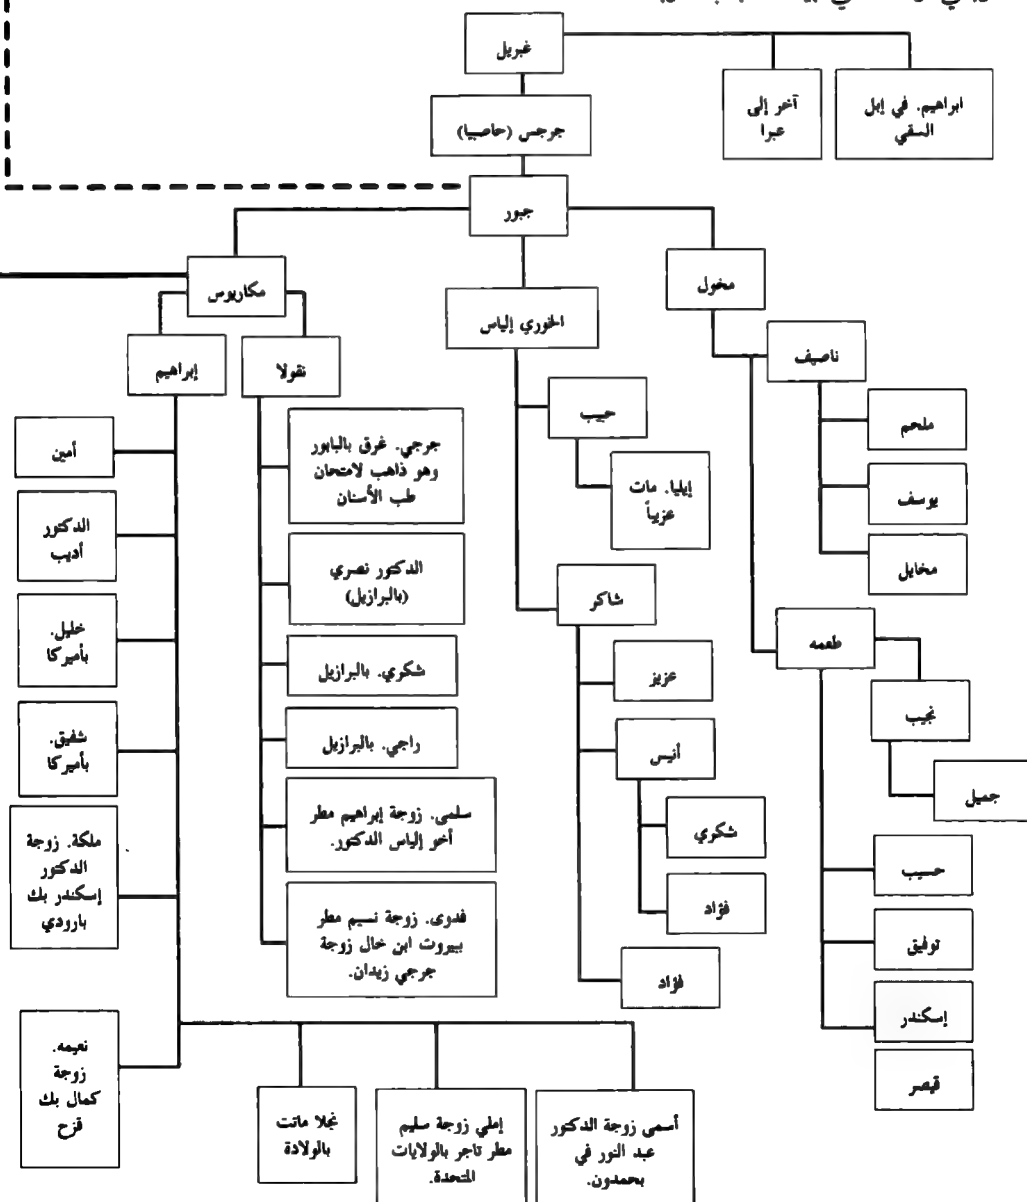 غبريل
ابراهيم. في إبل
السقي
آخر إلى
عبرا
جرجس (حاصبيا)
جبور
مخول
الخوري إلياس
مكاريوس
ناصيف
ملحم
يوسف
مخايل
طعمه
نجيب
جميل
حسيب
توفيق
إسكندر
قيصر
حبيب
إيليا. مات
عزيباً
شاكر
عزيز
أنيس
شكري
فؤاد
فؤاد
نقولا
جرجي. غرق بالبابور
وهو ذاهب لامتحان
طب الأسنان
الدكتور نصري
(بالبرازيل)
شكري. بالبرازيل
راجي. بالبرازيل
سلمى. زوجة إبراهيم مطر
أخو إلياس الدكتور.
فدوى. زوجة نسيم مطر
ببيروت ابن خال زوجة
جرجي زيدان.
إبراهيم
أمين
الدكتور
أديب
خليل.
بأميركا
شفيق.
بأميركا
ملكة. زوجة
الدكتور
إسكندر بك
بارودي
نعيمه.
زوجة
كمال بك
قزح
أسمى زوجة الدكتور
عبد النور في
بحمدون.
إملي زوجة سليم
مطر تاجر بالولايات
المتحدة.
نجلا ماتت
بالولادة